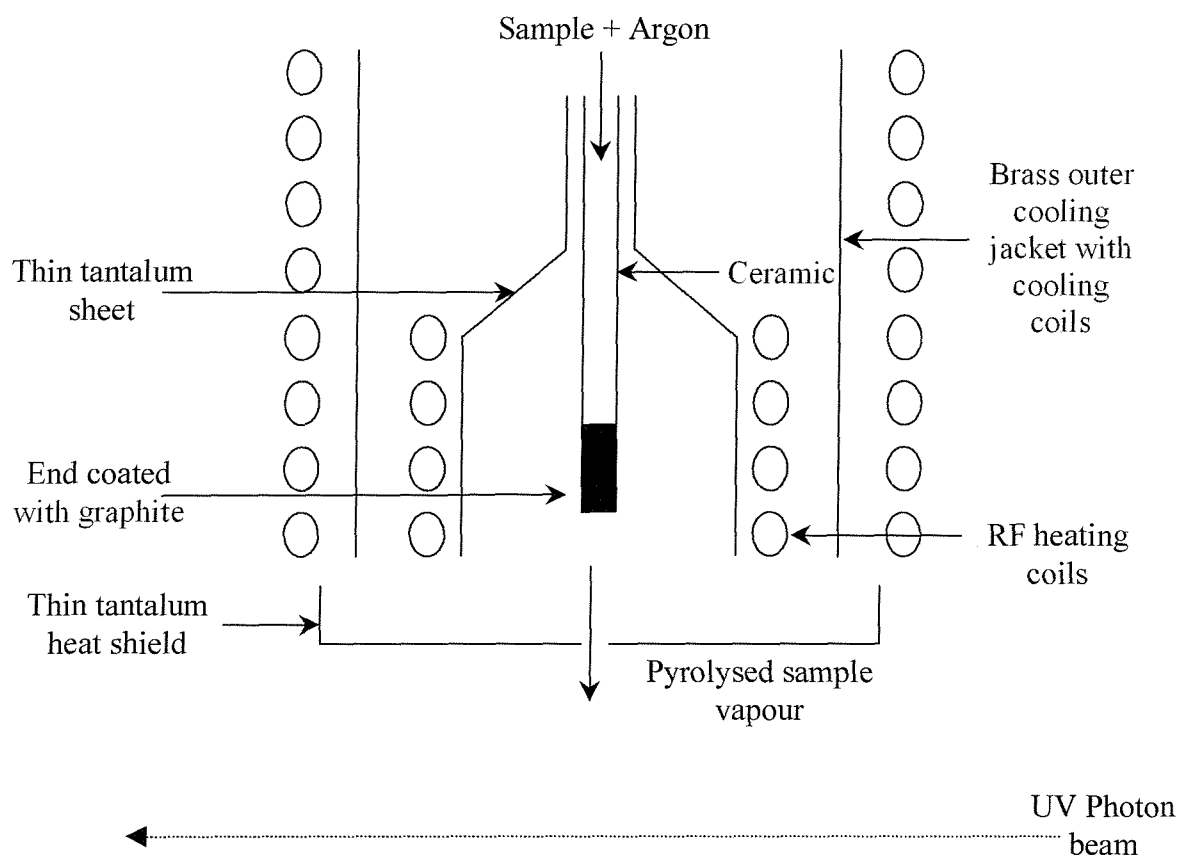 Sample + Argon
Brass outer
cooling
jacket with
cooling
coils
Thin tantalum
sheet
Ceramic
End coated
with graphite
RF heating
coils
Thin tantalum
heat shield
Pyrolysed sample
vapour
UV Photon
beam